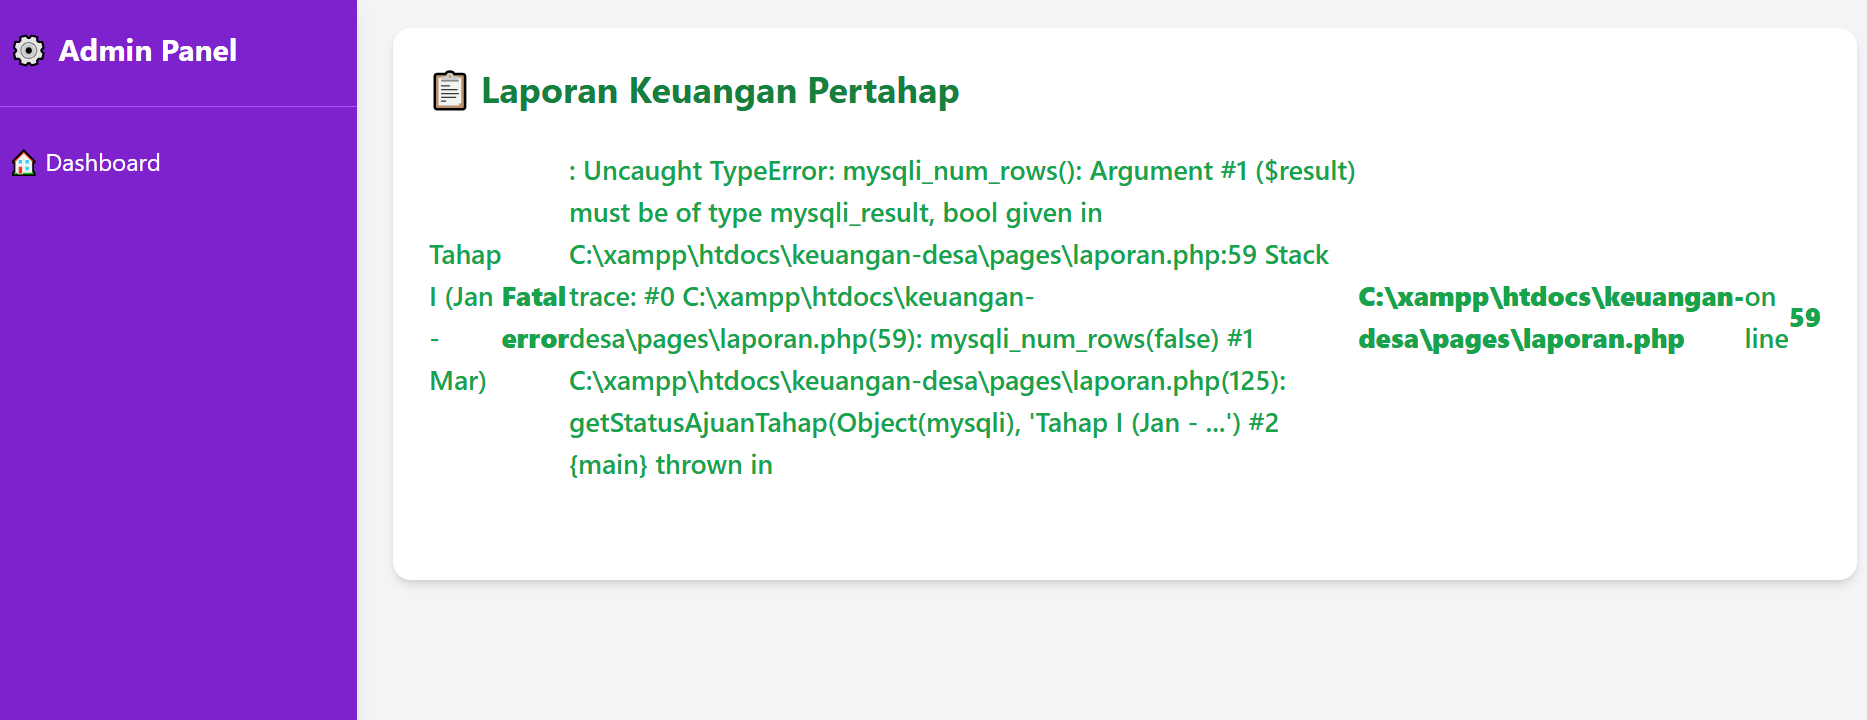 Admin Panel
Dashboard
Laporan Keuangan Pertahap
Tahap
I (Jan
-
Mar)
Fatal
error
: Uncaught TypeError: mysqli_num_rows(): Argument #1 ($result)
must be of type mysqli_result, bool given in
C:\xampp\htdocs\keuangan-desa\pages\laporan.php:59 Stack
trace: #0 C:\xampp\htdocs\keuangan-
desa\pages\laporan.php(59): mysqli_num_rows(false) #1
C:\xampp\htdocs\keuangan-desa\pages\laporan.php(125):
getStatusAjuanTahap(Object(mysqli), 'Tahap I (Jan - ...') #2
{main} thrown in
C:\xampp\htdocs\keuangan-
desa\pages\laporan.php
on
line
59